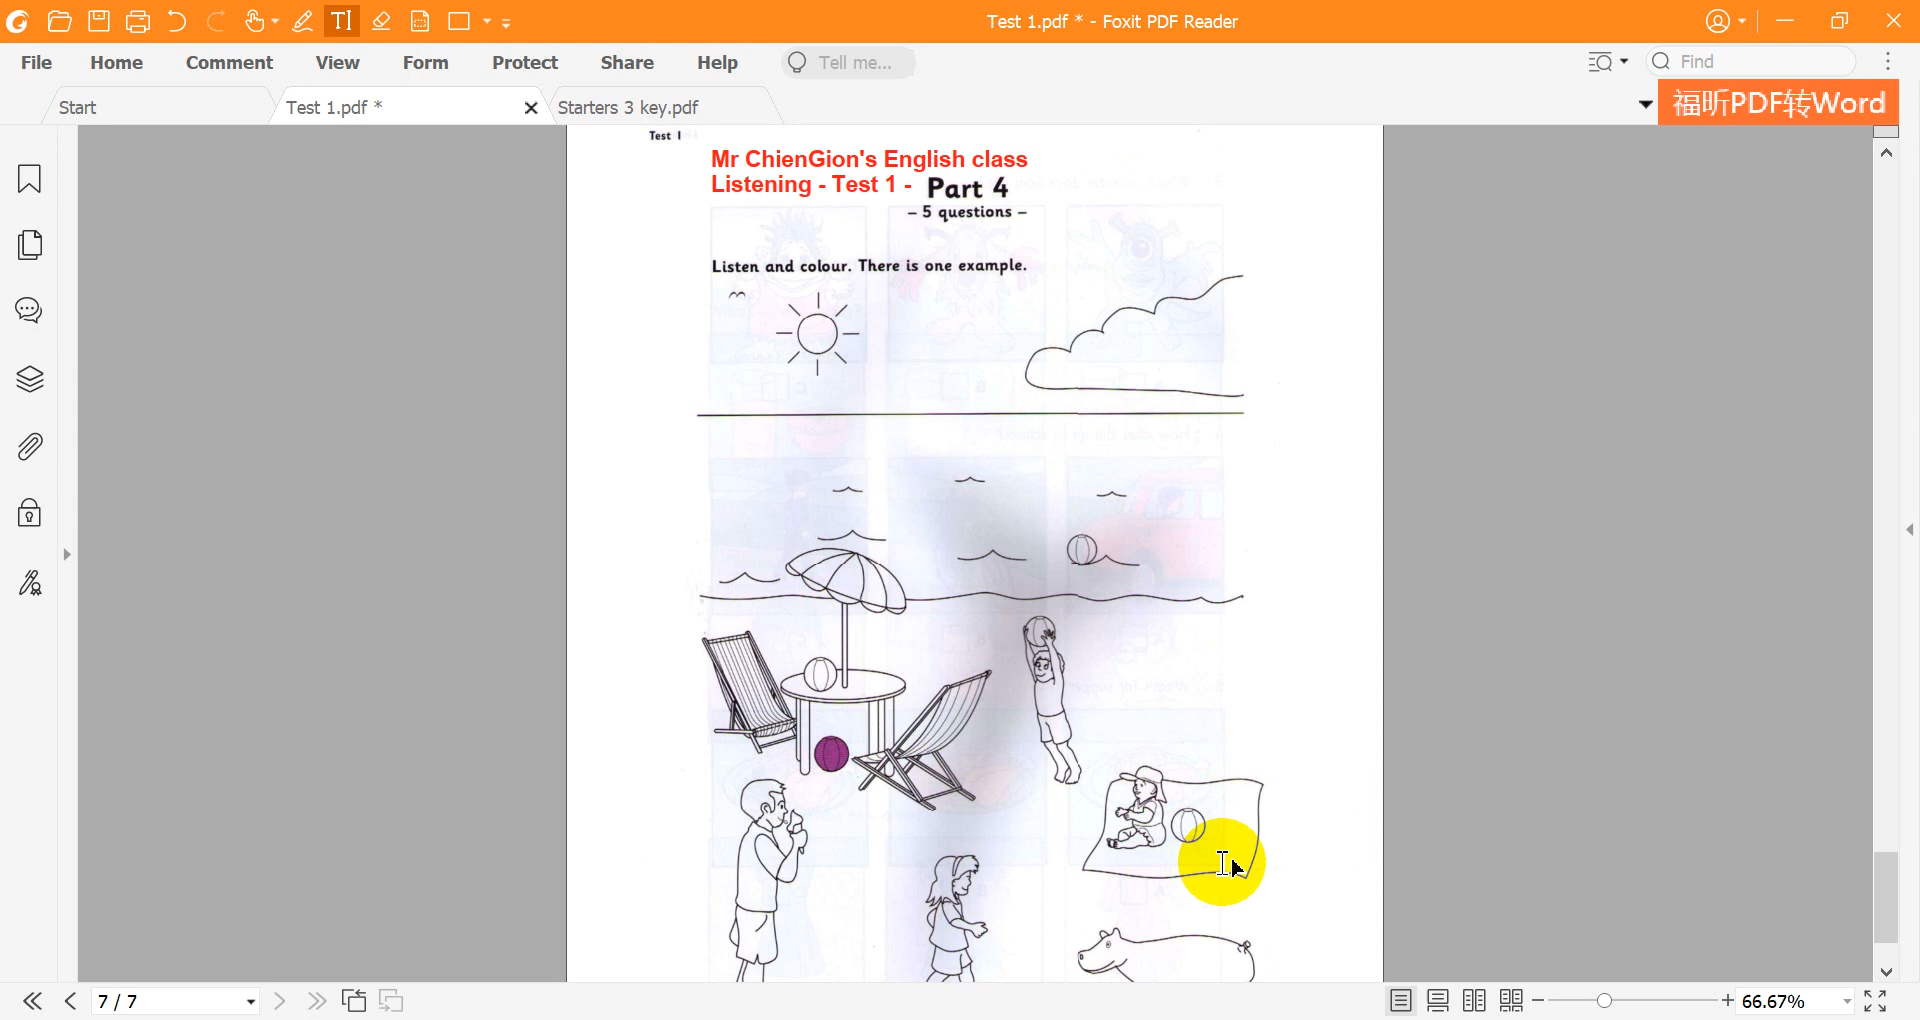 Test 1.pdf * - Foxit PDF Reader
File Home Comment View Form Protect Share Help Tell me... Find
Start Test 1.pdf * Starters 3 key.pdf 福昕PDF转Word
Test 1
Mr ChienGion's English class
Listening - Test 1 - Part 4
– 5 questions –
Listen and colour. There is one example.
7 / 7 66.67%